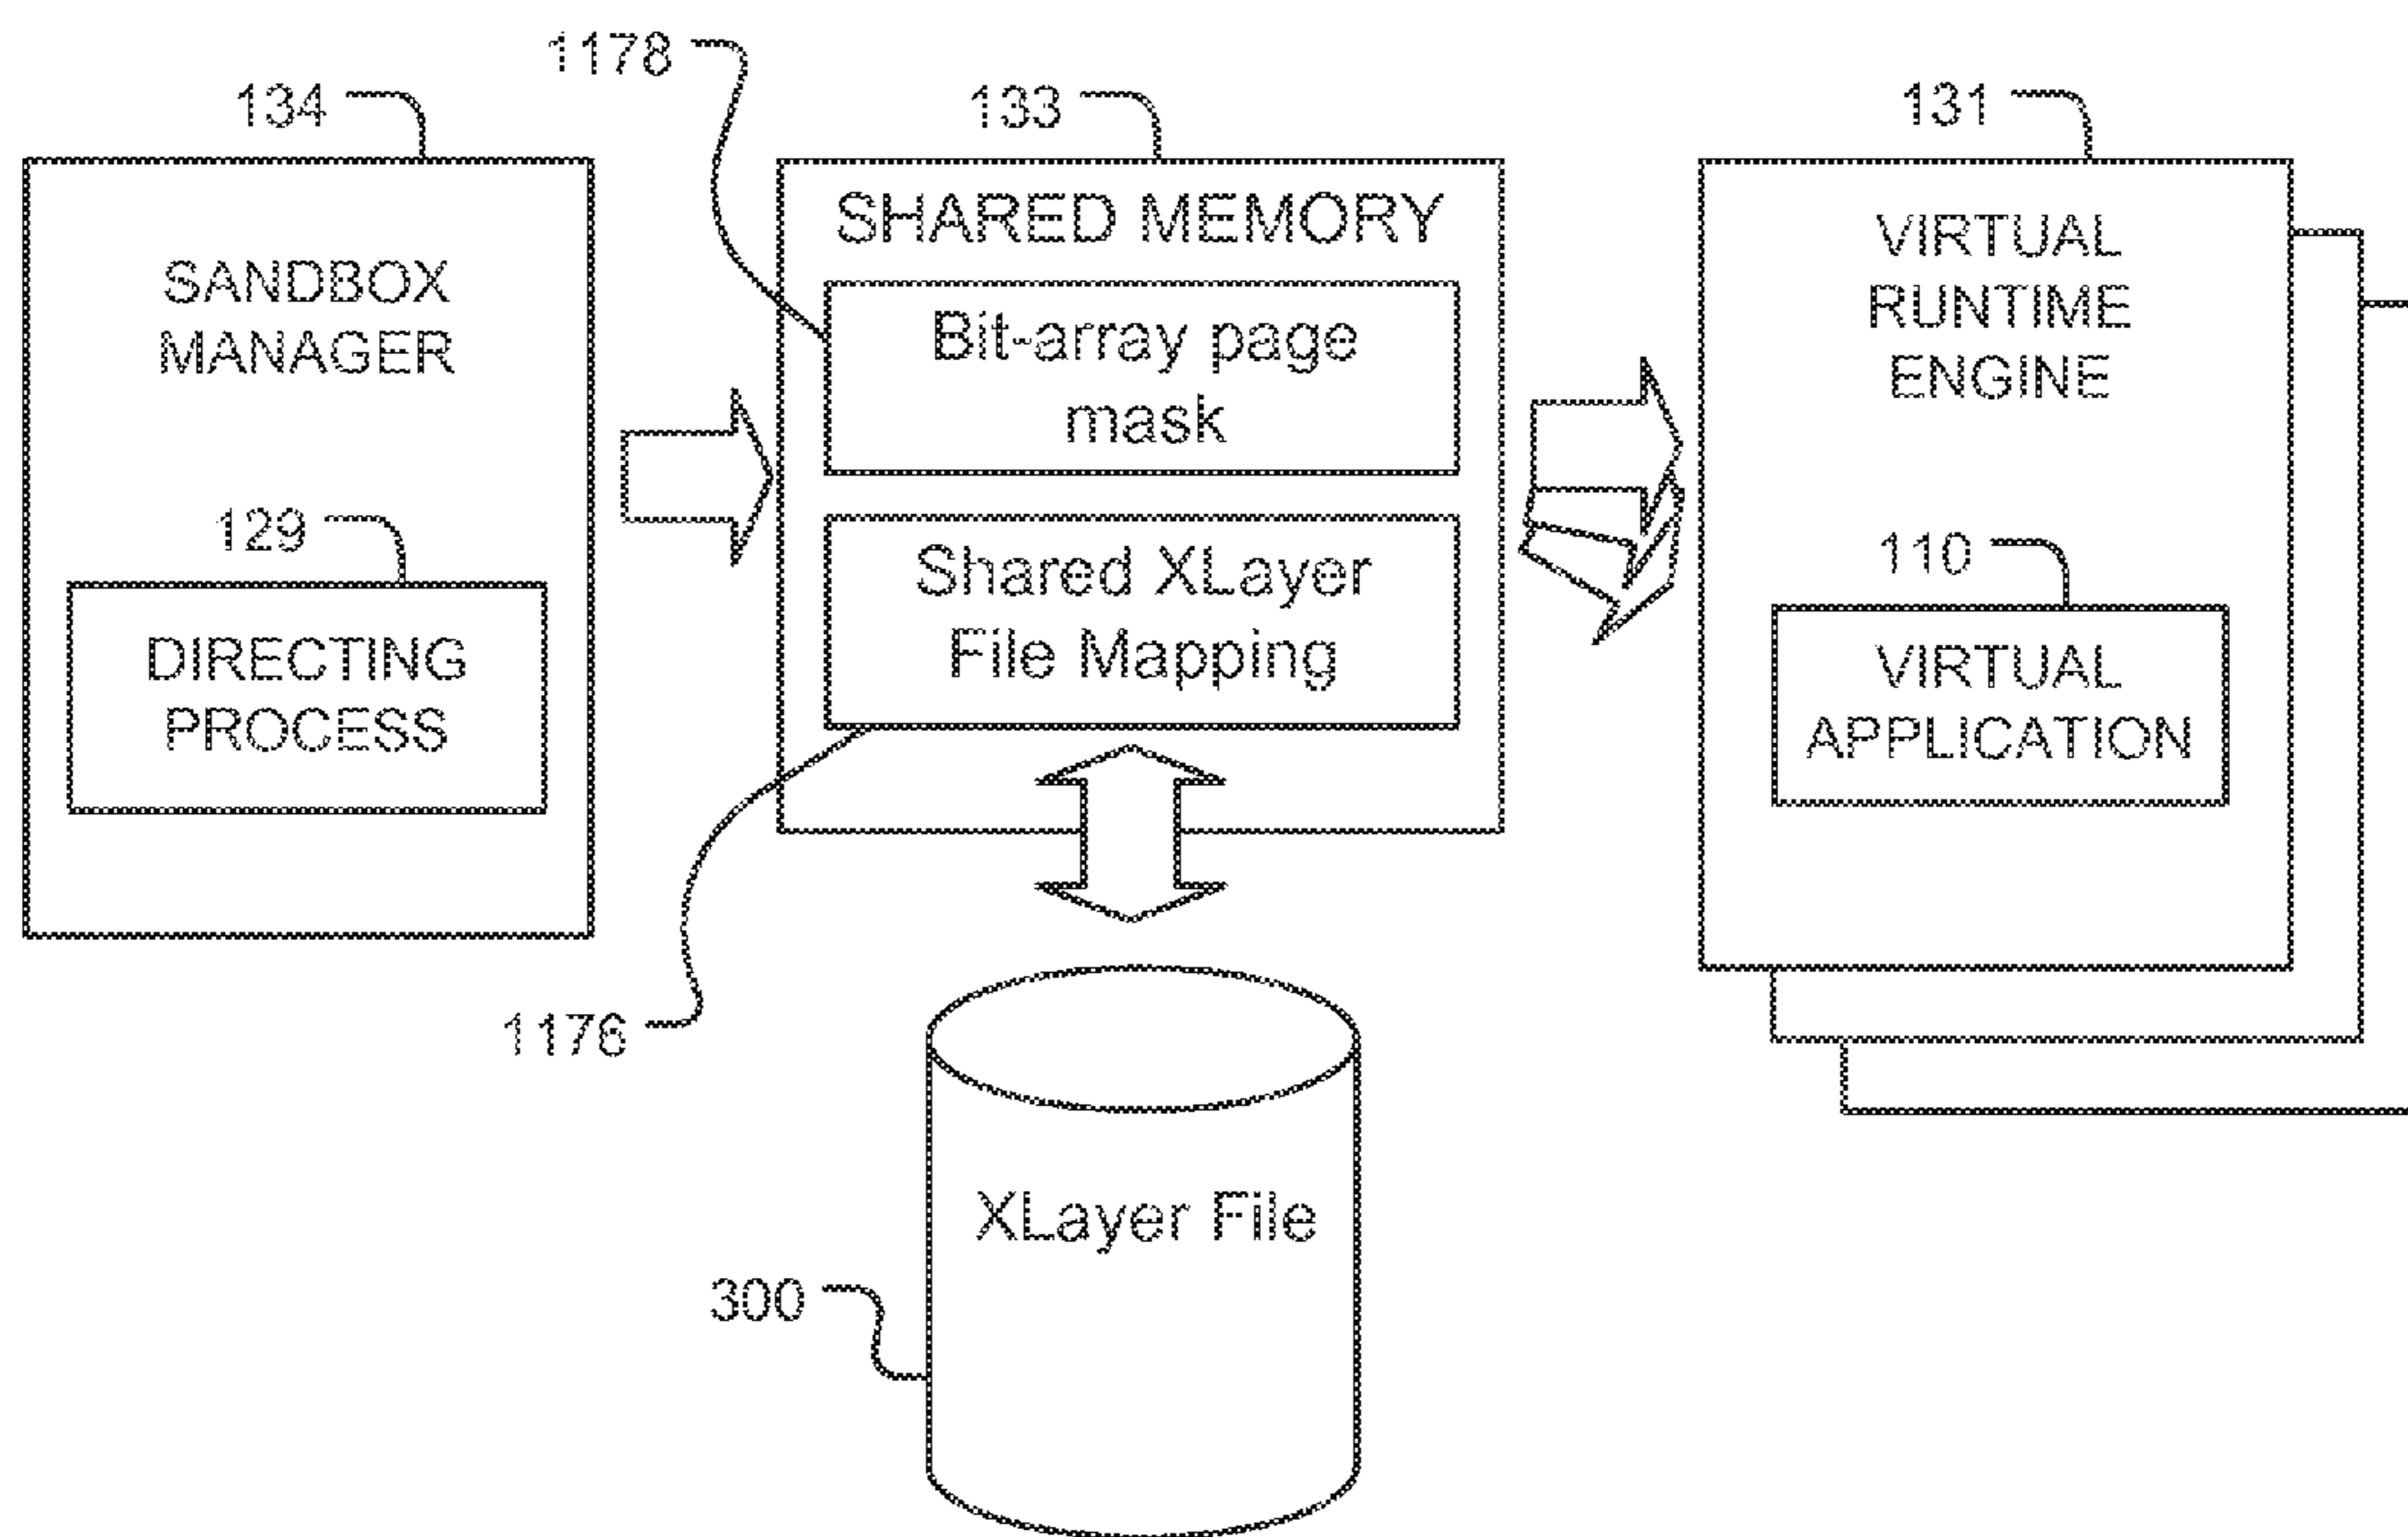 1178
134
133
131
SANDBOX
MANAGER
129
DIRECTING
PROCESS
SHARED MEMORY
Bit-array page
mask
Shared XLayer
File Mapping
1176
VIRTUAL
RUNTIME
ENGINE
110
VIRTUAL
APPLICATION
XLayer File
300